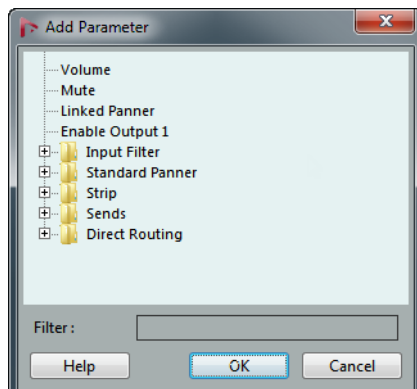 Add Parameter
Volume
Mute
Linked Panner
Enable Output 1
Input Filter
Standard Panner
Strip
Sends
Direct Routing
Filter :
Help
OK
Cancel